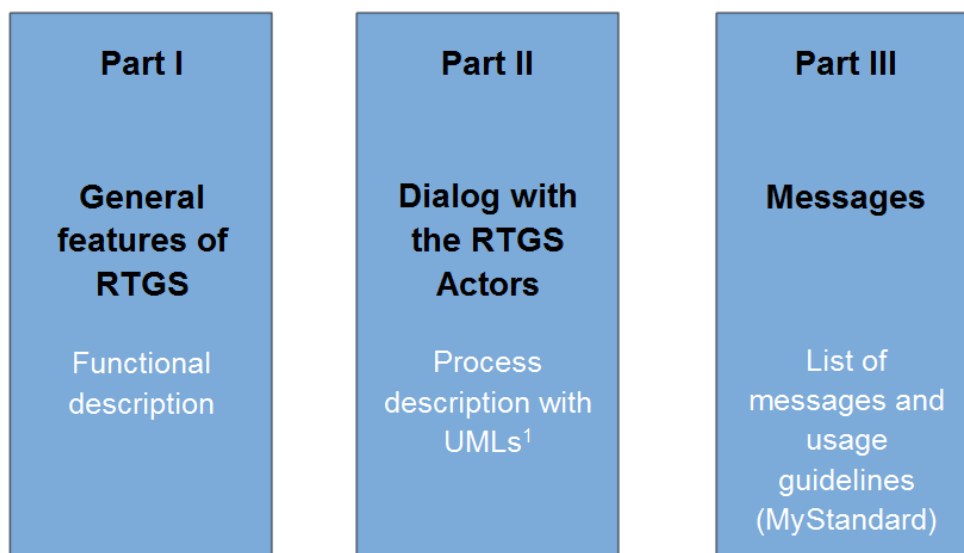 Part I
General
features of
RTGS
Functional
description
Part II
Dialog with
the RTGS
Actors
Process
description with
UMLs¹
Part III
Messages
List of
messages and
usage
guidelines
(MyStandard)